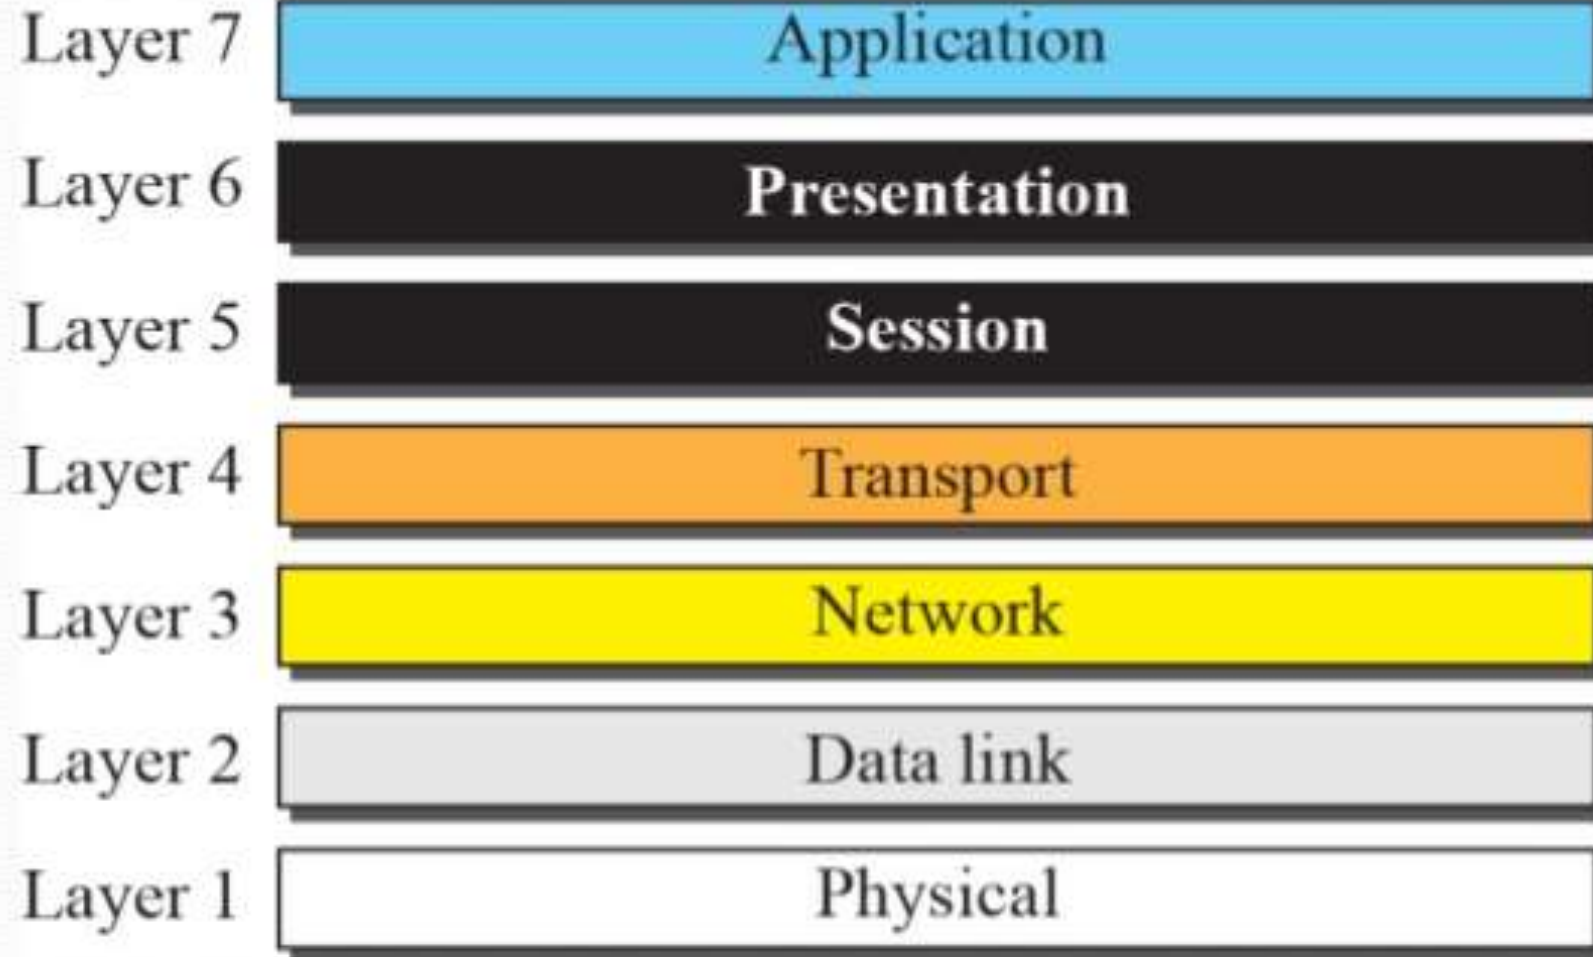 Layer 7 Application
Layer 6 Presentation
Layer 5 Session
Layer 4 Transport
Layer 3 Network
Layer 2 Data link
Layer 1 Physical